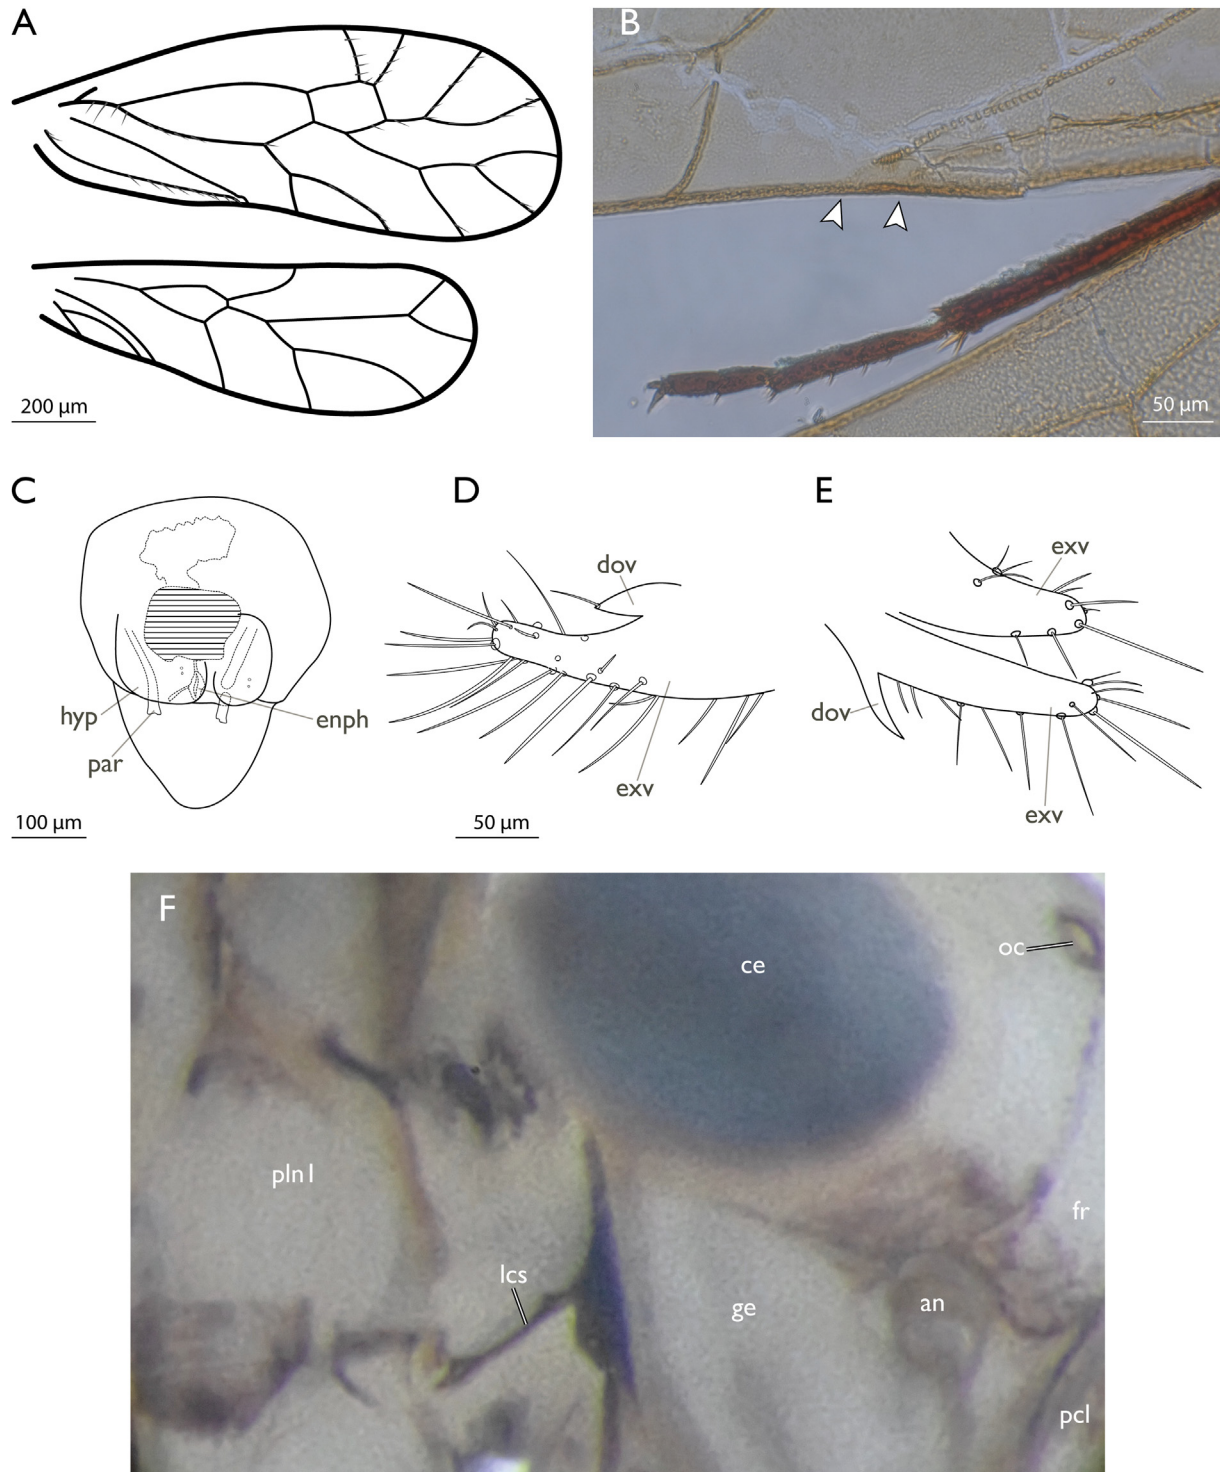 A
B
200 µm
50 µm
C
D
E
dov
exv
hyp
enph
par
dov
exv
exv
100 µm
50 µm
F
ce
oc
pln1
fr
lcs
ge
an
pcl